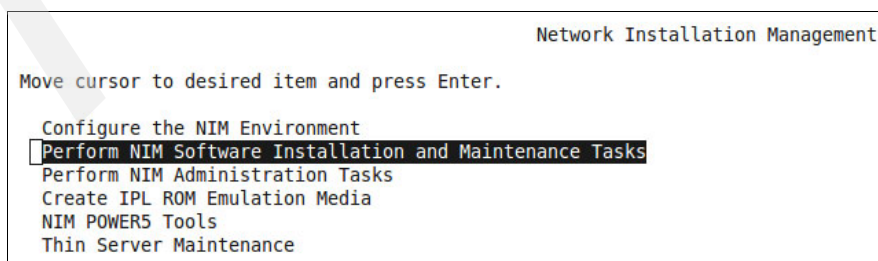 Network Installation Management
Move cursor to desired item and press Enter.
Configure the NIM Environment
Perform NIM Software Installation and Maintenance Tasks
Perform NIM Administration Tasks
Create IPL ROM Emulation Media
NIM POWER5 Tools
Thin Server Maintenance